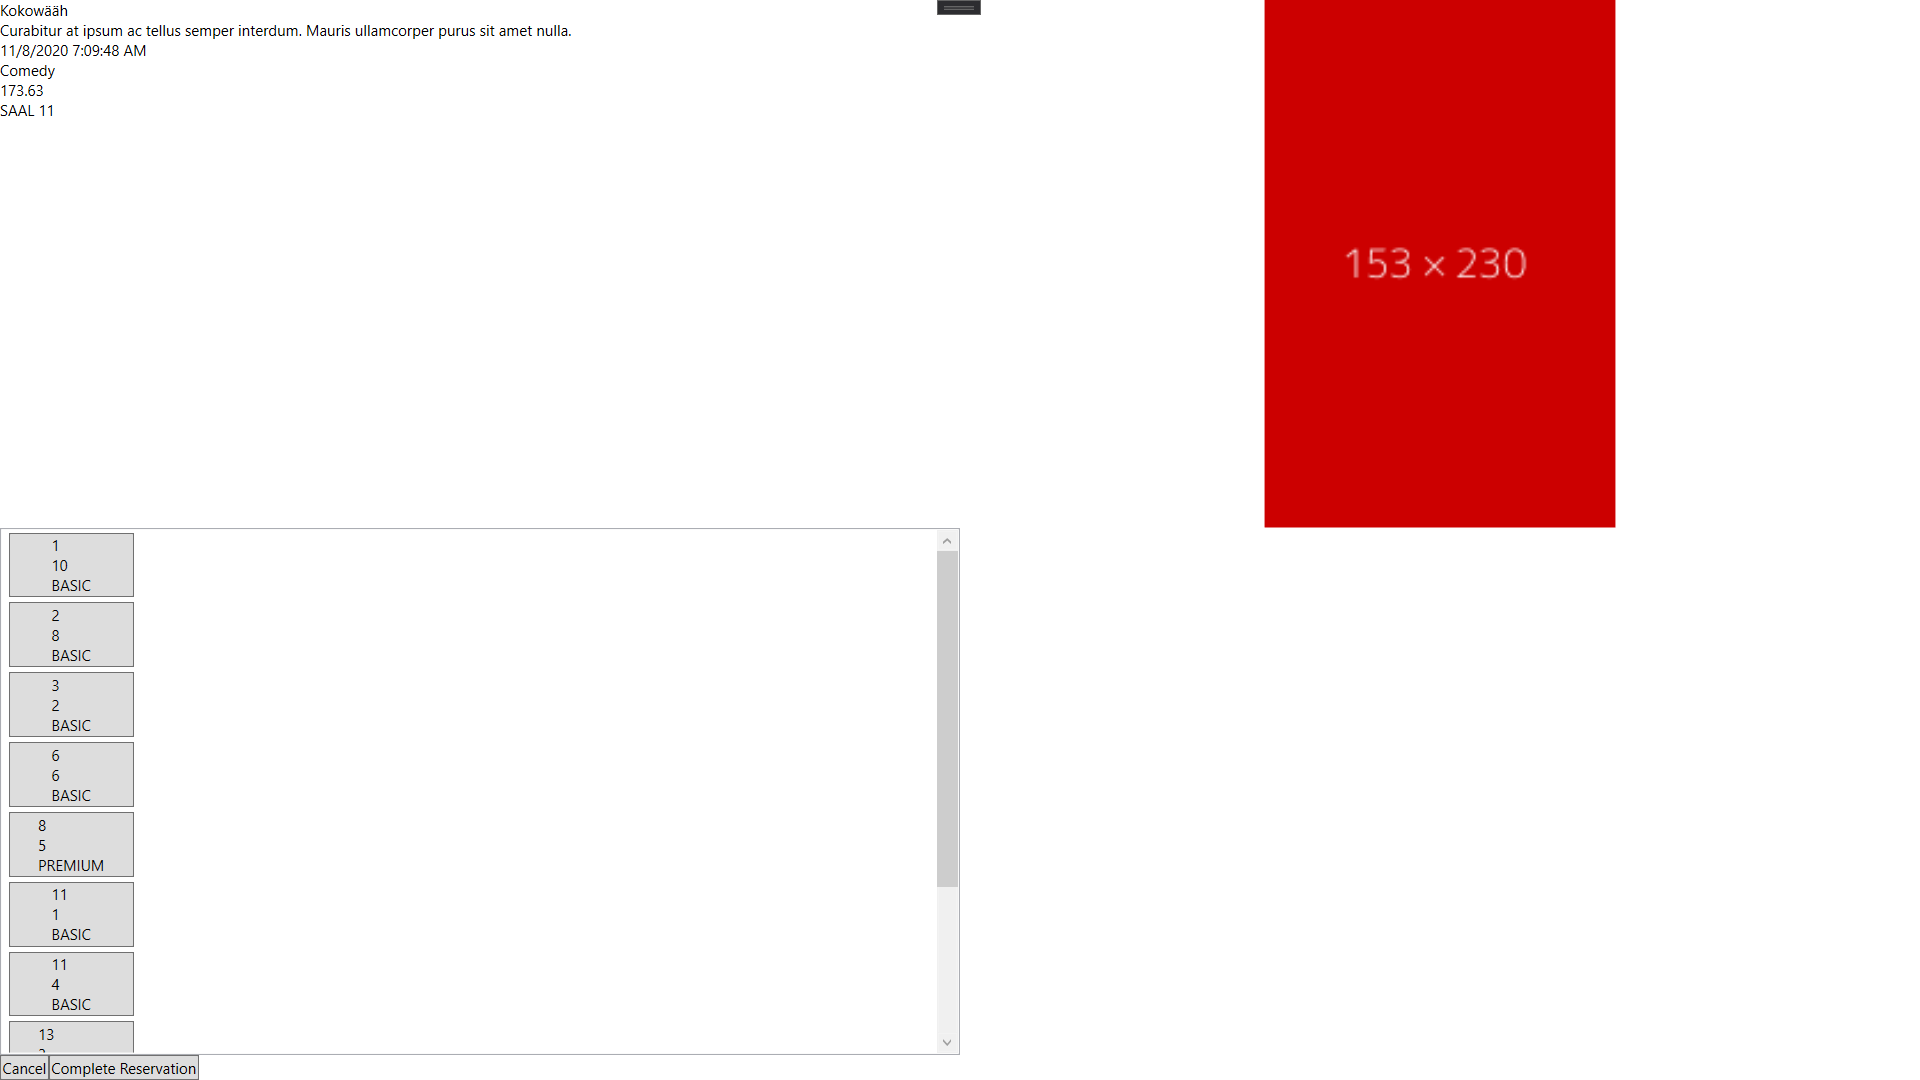 Kokowääh
Curabitur at ipsum ac tellus semper interdum. Mauris ullamcorper purus sit amet nulla.
11/8/2020 7:09:48 AM
Comedy
173.63
SAAL 11
153 × 230
1
10
BASIC
2
8
BASIC
3
2
BASIC
6
6
BASIC
8
5
PREMIUM
11
1
BASIC
11
4
BASIC
13
Cancel
Complete Reservation